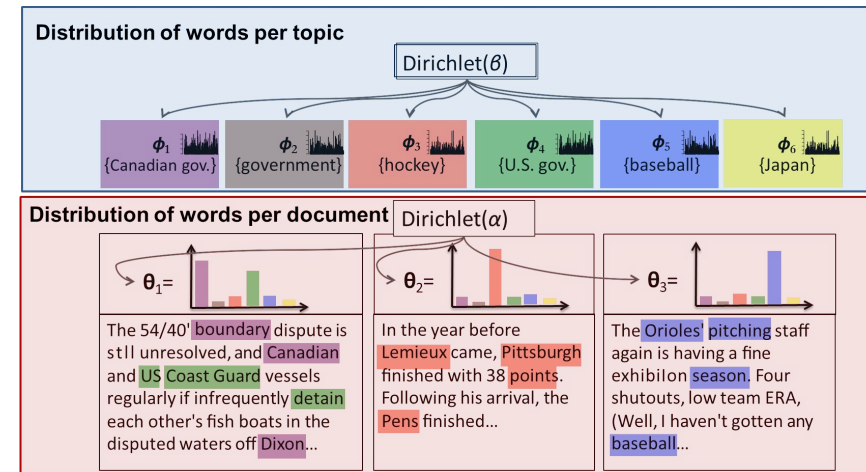 Distribution of words per topic
Dirichlet(β)
ϕ1
{Canadian gov.}
ϕ2
{government}
ϕ3
{hockey}
ϕ4
{U.S. gov.}
ϕ5
{baseball}
ϕ6
{Japan}
Distribution of words per document
Dirichlet(α)
θ1=
The 54/40' boundary dispute is
stll unresolved, and Canadian
and US Coast Guard vessels
regularly if infrequently detain
each other's fish boats in the
disputed waters off Dixon...
θ2=
In the year before
Lemieux came, Pittsburgh
finished with 38 points.
Following his arrival, the
Pens finished...
θ3=
The Orioles' pitching staff
again is having a fine
exhibiIon season. Four
shutouts, low team ERA,
(Well, I haven't gotten any
baseball...